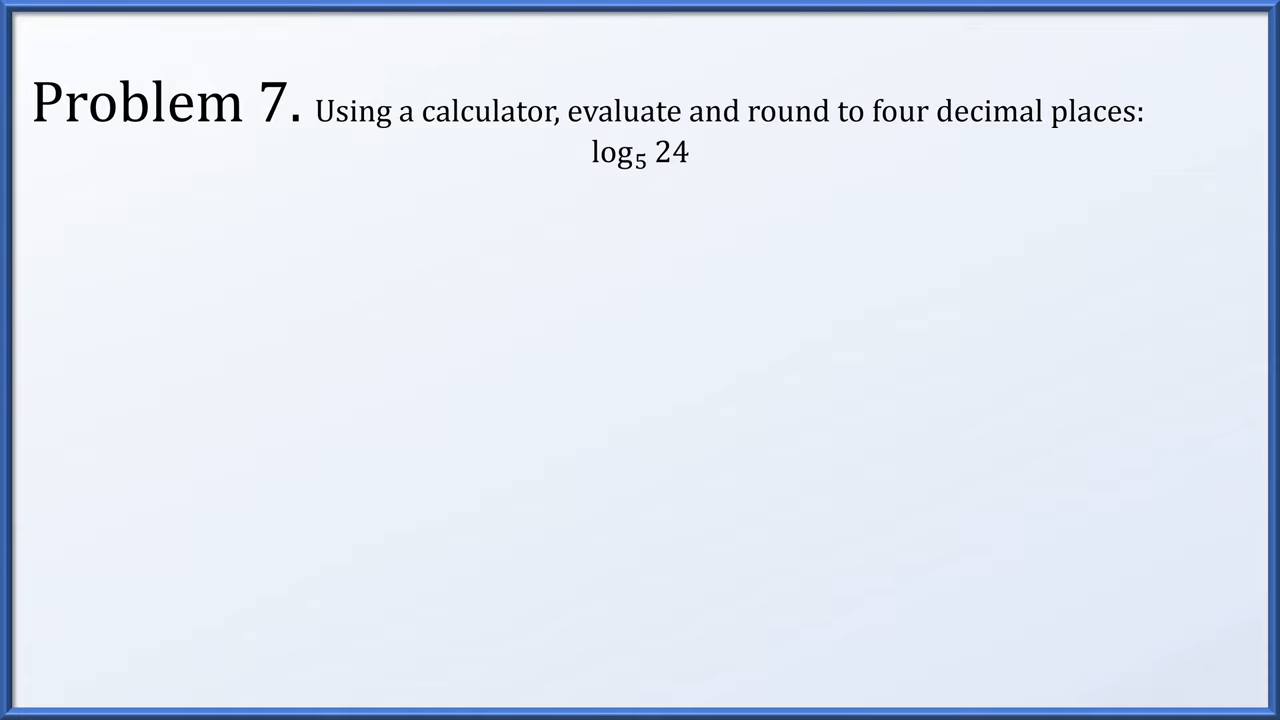 Problem 7. Using a calculator, evaluate and round to four decimal places:
log₅ 24